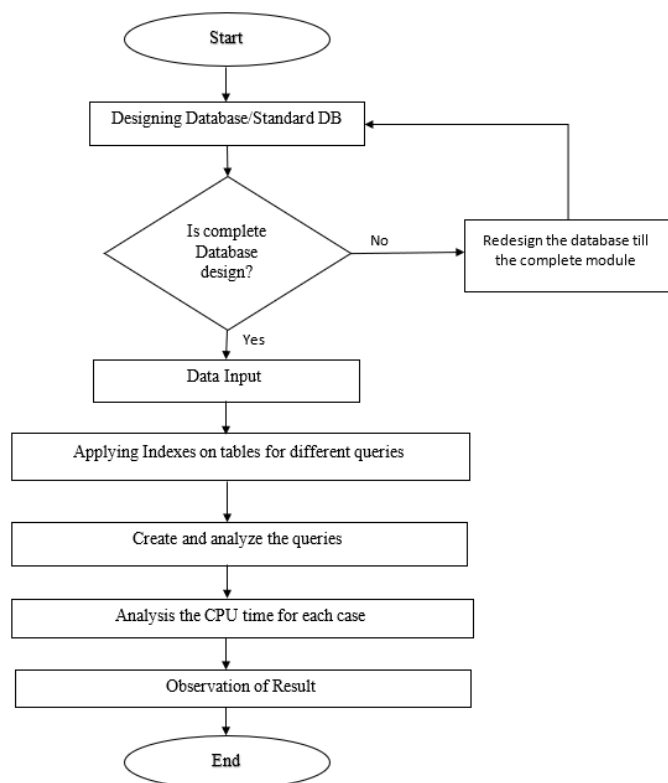 Start
Designing Database/Standard DB
Is complete
Database
design?
No
Redesign the database till
the complete module
Yes
Data Input
Applying Indexes on tables for different queries
Create and analyze the queries
Analysis the CPU time for each case
Observation of Result
End